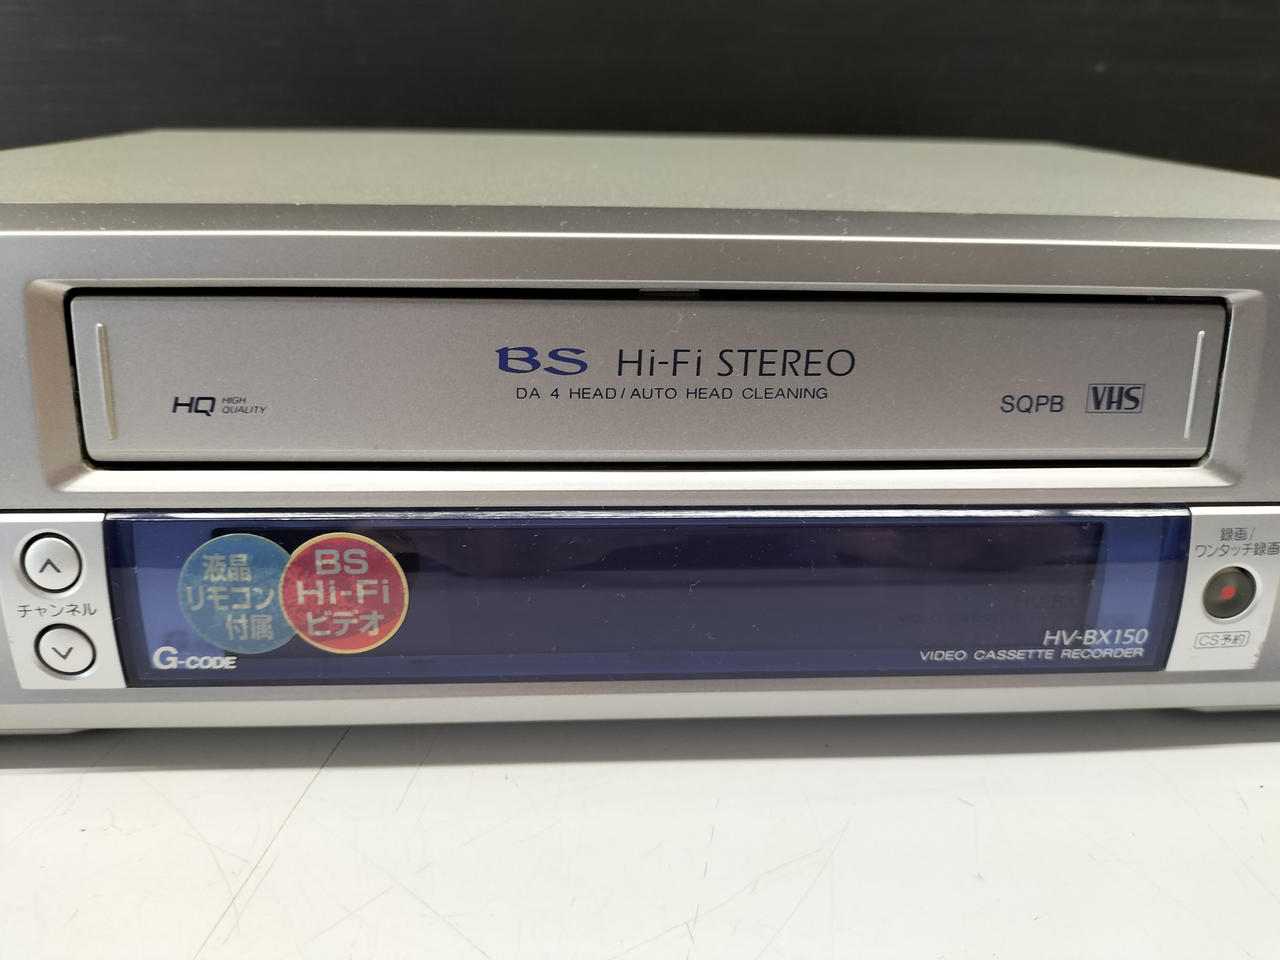 BS Hi-Fi STEREO
DA 4 HEAD/AUTO HEAD CLEANING
HQ HIGH QUALITY
SQPB VHS
チャンネル
液晶
リモコン
付属
BS
Hi-Fi
ビデオ
G-CODE
HV-BX150
VIDEO CASSETTE RECORDER
録画/
ワンタッチ録画
CS予約